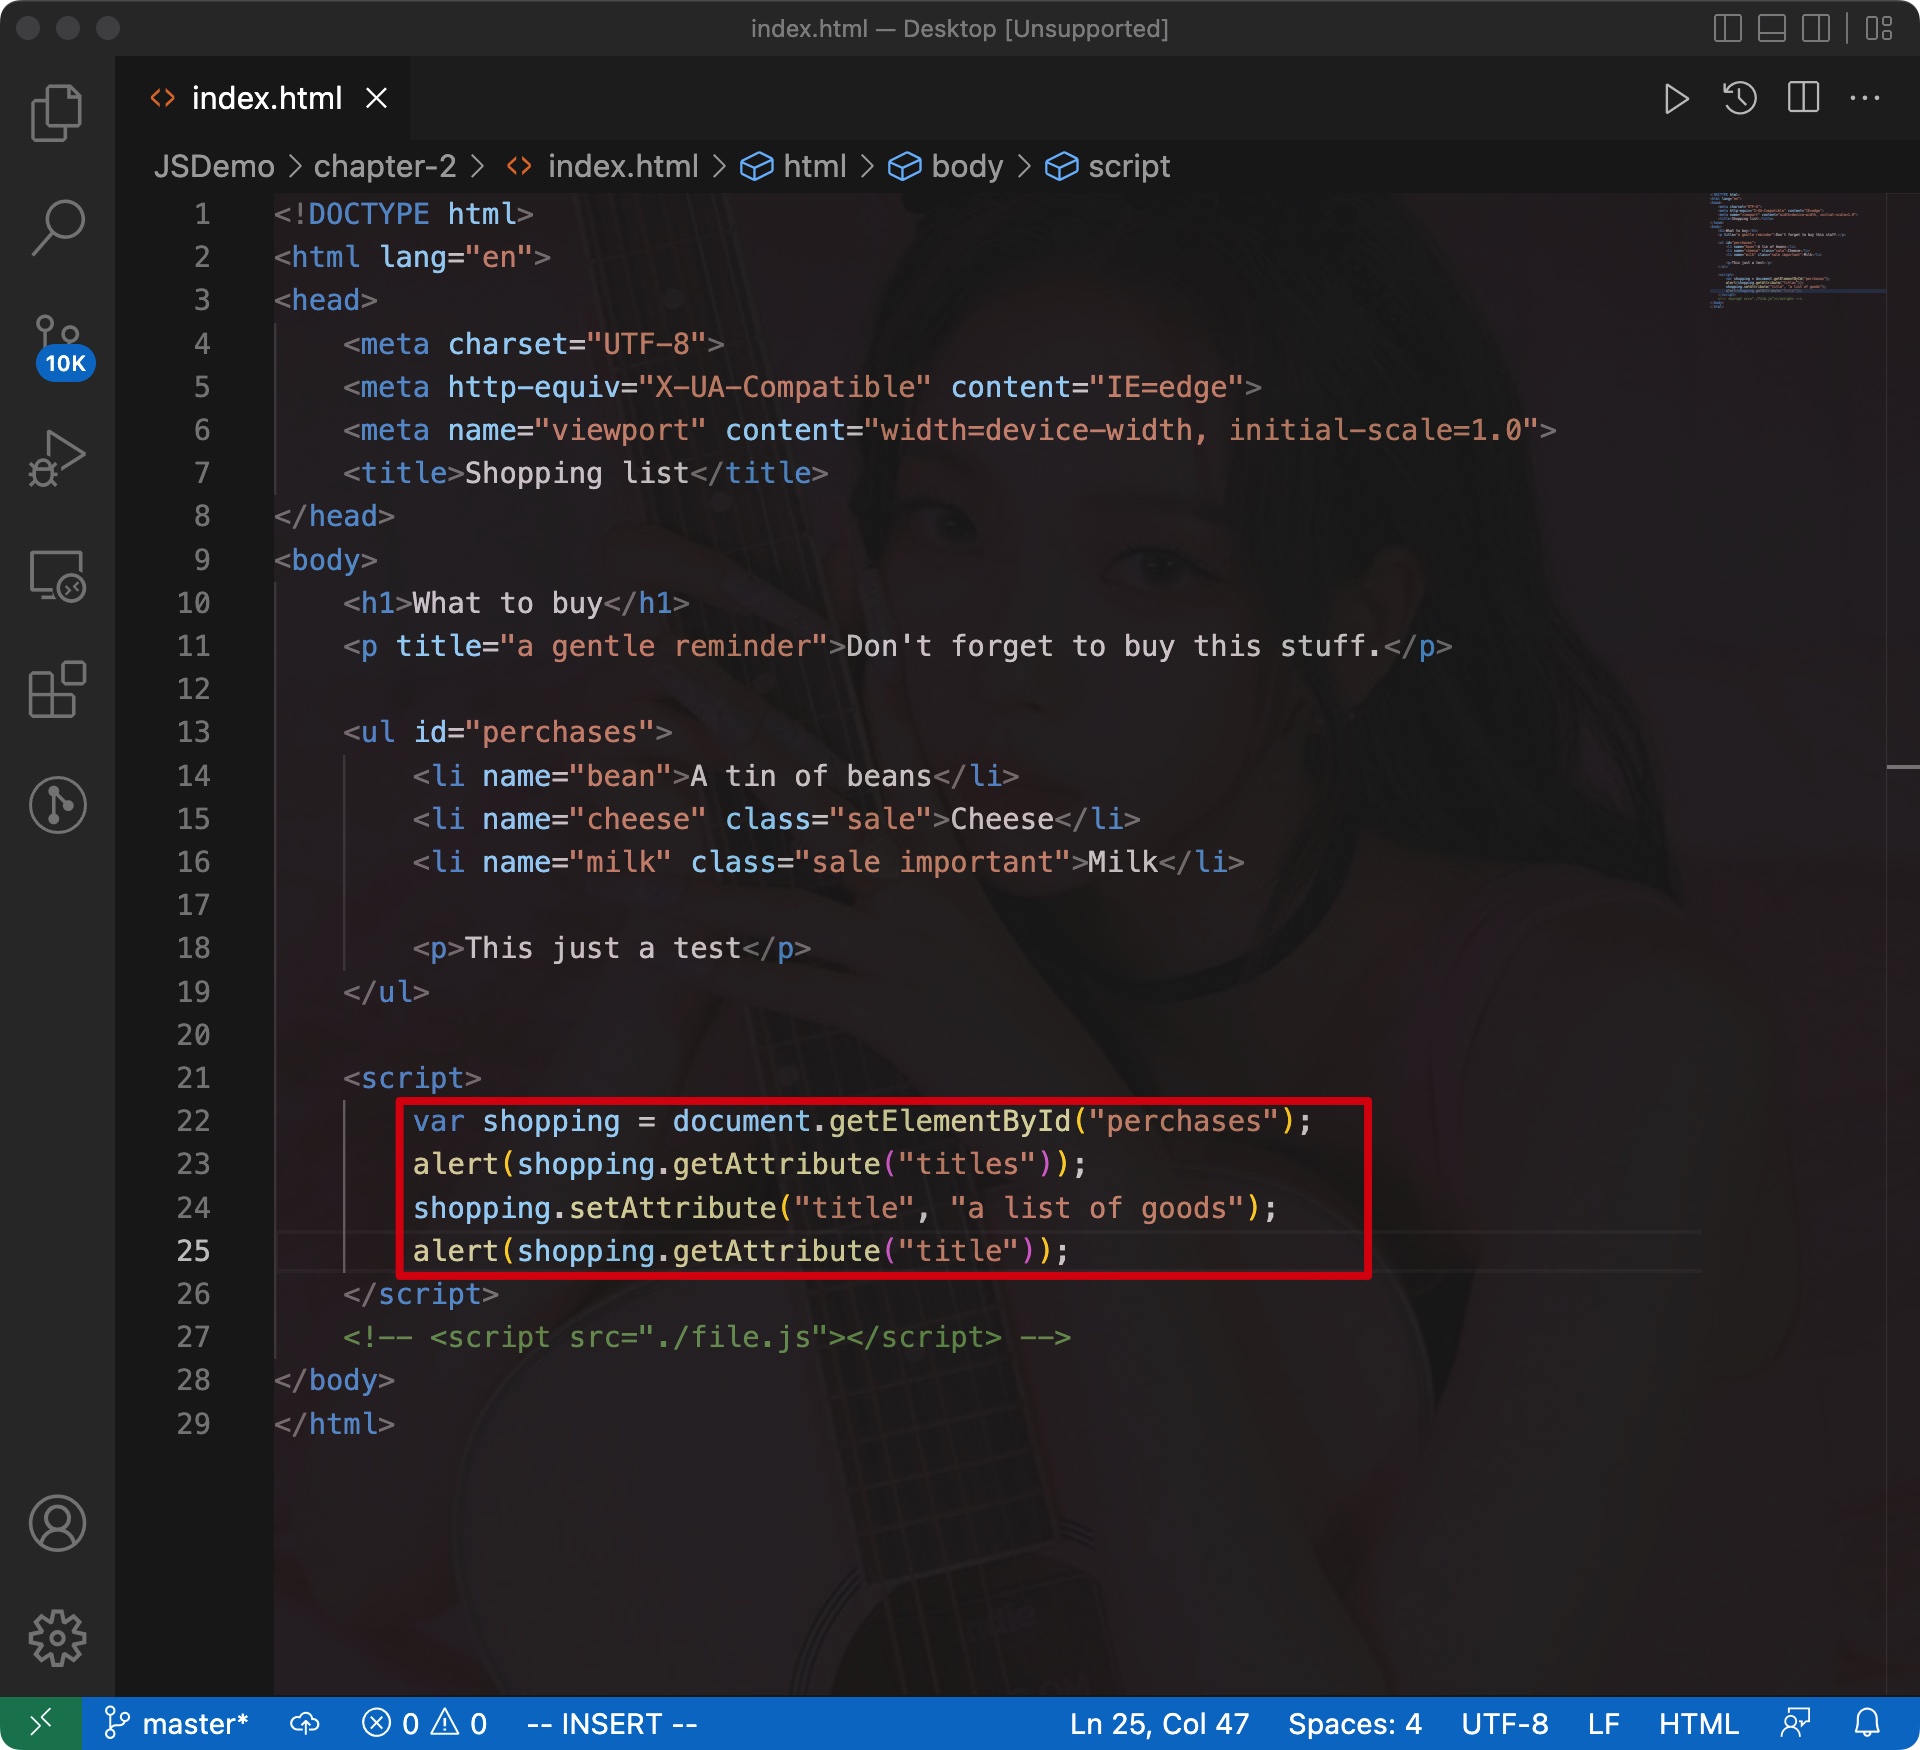 index.html — Desktop [Unsupported]
index.html
JSDemo > chapter-2 > index.html > html > body > script
1 <!DOCTYPE html>
2 <html lang="en">
3 <head>
4 <meta charset="UTF-8">
5 <meta http-equiv="X-UA-Compatible" content="IE=edge">
6 <meta name="viewport" content="width=device-width, initial-scale=1.0">
7 <title>Shopping list</title>
8 </head>
9 <body>
10 <h1>What to buy</h1>
11 <p title="a gentle reminder">Don't forget to buy this stuff.</p>
12
13 <ul id="perchases">
14 <li name="bean">A tin of beans</li>
15 <li name="cheese" class="sale">Cheese</li>
16 <li name="milk" class="sale important">Milk</li>
17
18 <p>This just a test</p>
19 </ul>
20
21 <script>
22 var shopping = document.getElementById("perchases");
23 alert(shopping.getAttribute("titles"));
24 shopping.setAttribute("title", "a list of goods");
25 alert(shopping.getAttribute("title"));
26 </script>
27 <!-- <script src="./file.js"></script> -->
28 </body>
29 </html>
10K
master* 0 0 -- INSERT -- Ln 25, Col 47 Spaces: 4 UTF-8 LF HTML